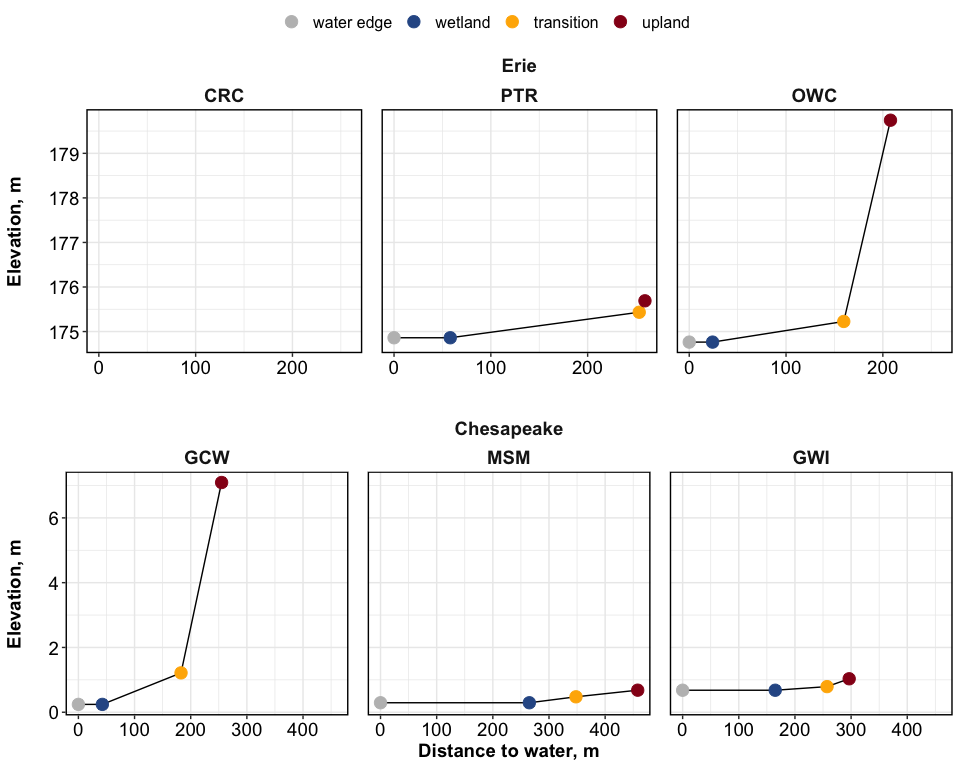 water edge wetland transition upland
Erie
CRC PTR OWC
179
178
177
176
175
Elevation, m
0 100 200 0 100 200 0 100 200
Chesapeake
GCW MSM GWI
6
4
2
0
Elevation, m
0 100 200 300 400 0 100 200 300 400 0 100 200 300 400
Distance to water, m